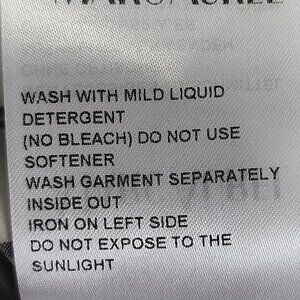 WASH WITH MILD LIQUID
DETERGENT
(NO BLEACH) DO NOT USE
SOFTENER
WASH GARMENT SEPARATELY
INSIDE OUT
IRON ON LEFT SIDE
DO NOT EXPOSE TO THE
SUNLIGHT